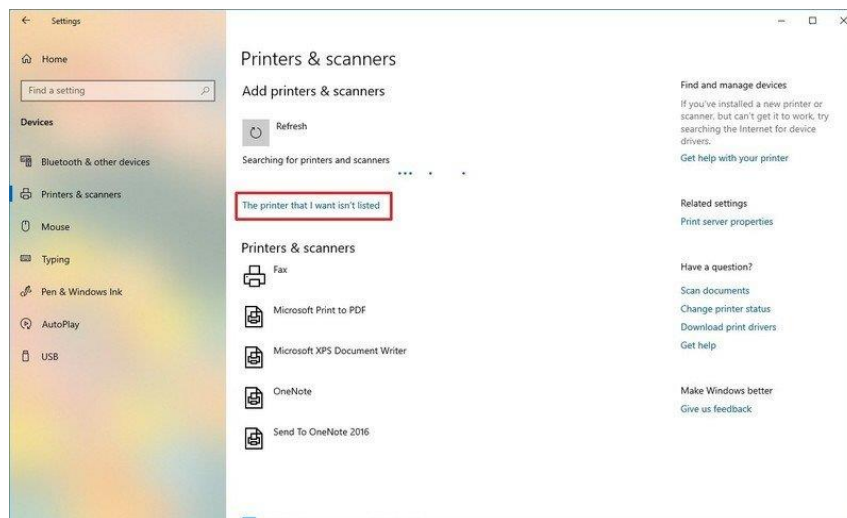 Settings
Home
Find a setting
Devices
Bluetooth & other devices
Printers & scanners
Mouse
Typing
Pen & Windows Ink
AutoPlay
USB
Printers & scanners
Add printers & scanners
Refresh
Searching for printers and scanners
The printer that I want isn't listed
Printers & scanners
Fax
Microsoft Print to PDF
Microsoft XPS Document Writer
OneNote
Send To OneNote 2016
Find and manage devices
If you've installed a new printer or
scanner, but can't get it to work, try
searching the Internet for device
drivers.
Get help with your printer
Related settings
Print server properties
Have a question?
Scan documents
Change printer status
Download print drivers
Get help
Make Windows better
Give us feedback